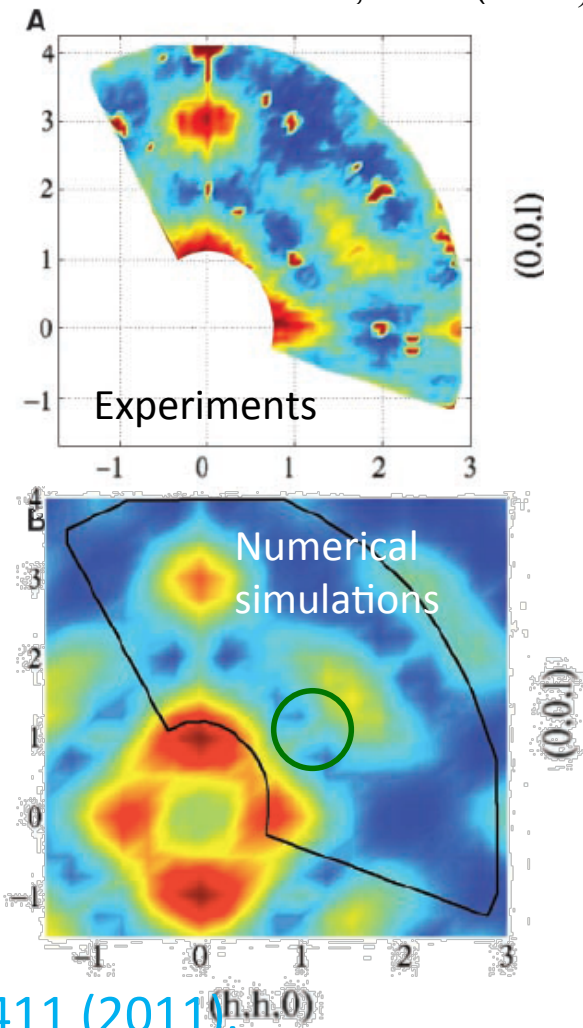 A
4
3
2
1
0
−1
(0.0.l)
Experiments
−1 0 1 2 3
B
4
Numerical
simulations
3
2
1
0
−1
(0.0.l)
−1 0 1 2 3
(h.h.0)
411 (2011).